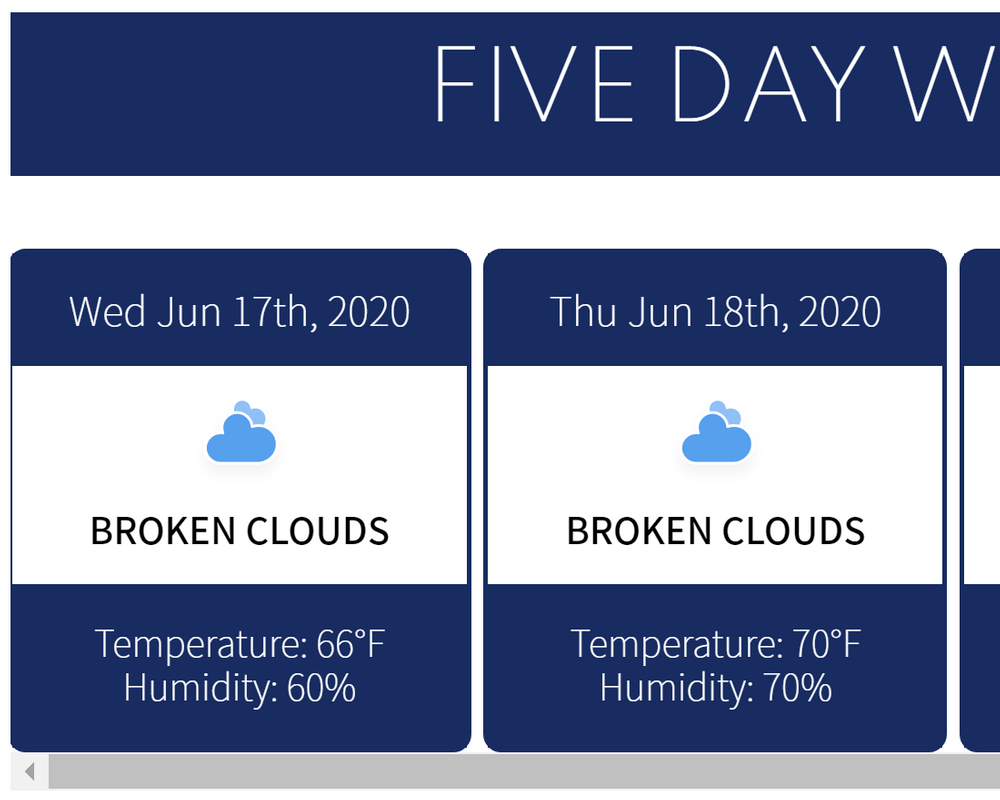 FIVE DAY W
Wed Jun 17th, 2020
BROKEN CLOUDS
Temperature: 66°F
Humidity: 60%
Thu Jun 18th, 2020
BROKEN CLOUDS
Temperature: 70°F
Humidity: 70%